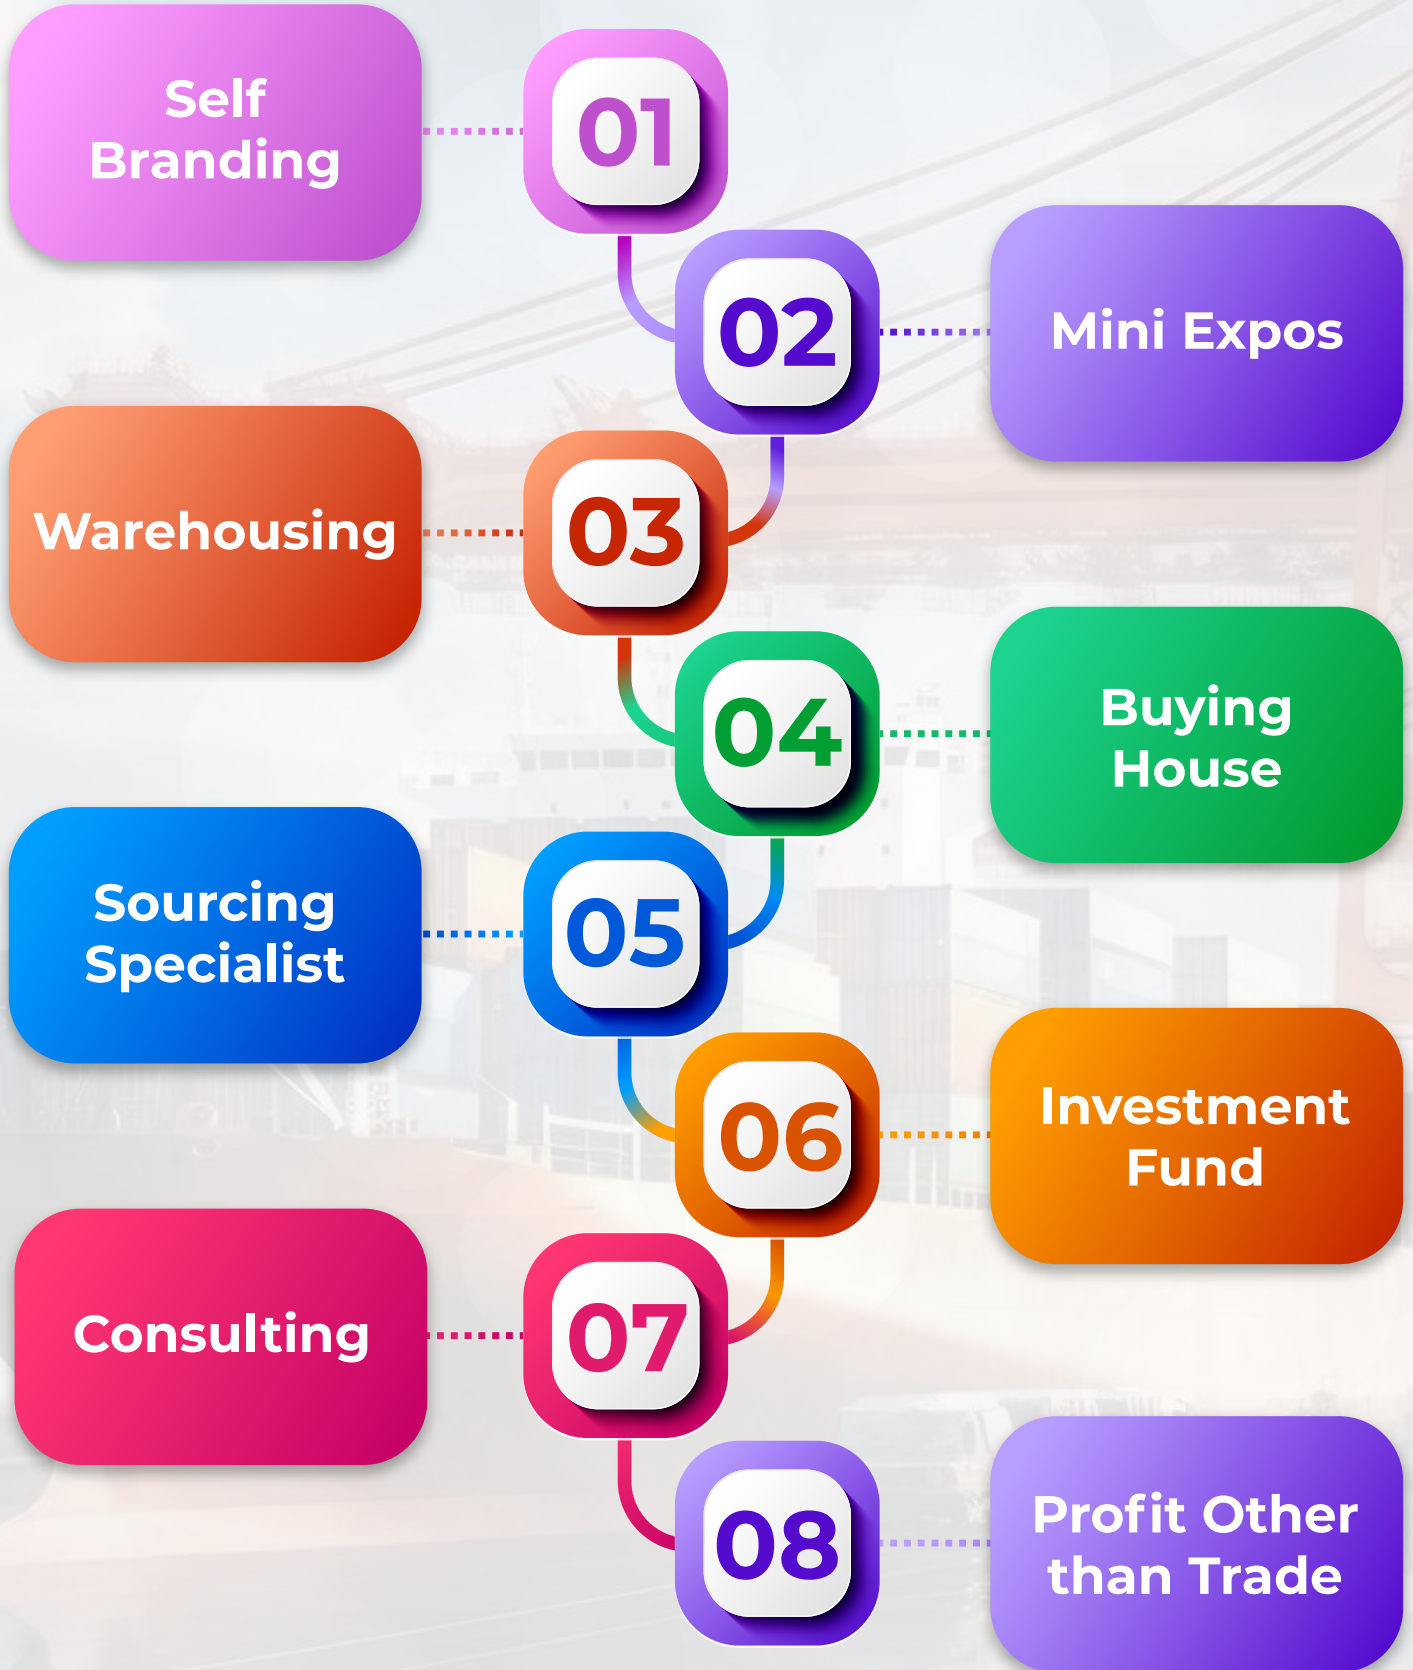 Self
Branding
01
02
Mini Expos
Warehousing
03
04
Buying
House
Sourcing
Specialist
05
06
Investment
Fund
Consulting
07
08
Profit Other
than Trade